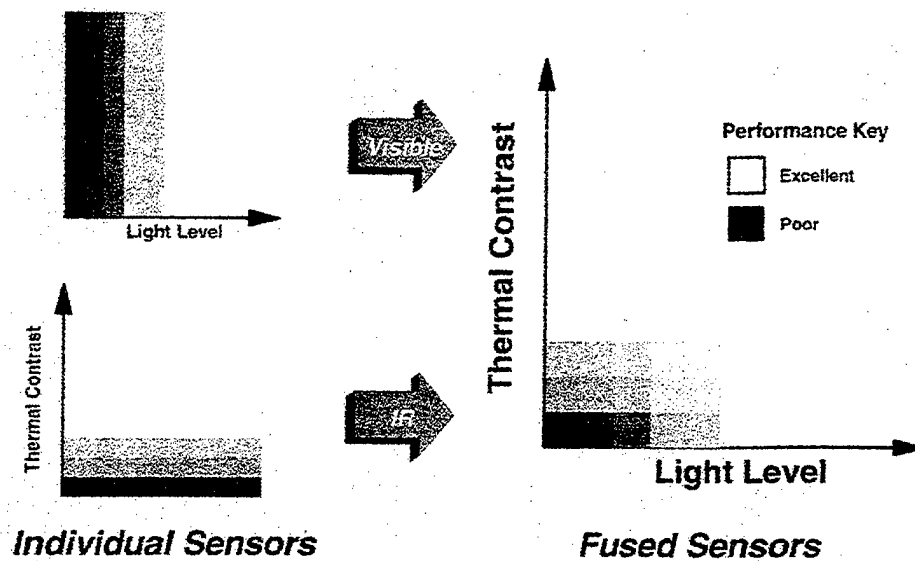 Light Level
Visible
Thermal Contrast
IR
Individual Sensors
Thermal Contrast
Performance Key
Excellent
Poor
Light Level
Fused Sensors